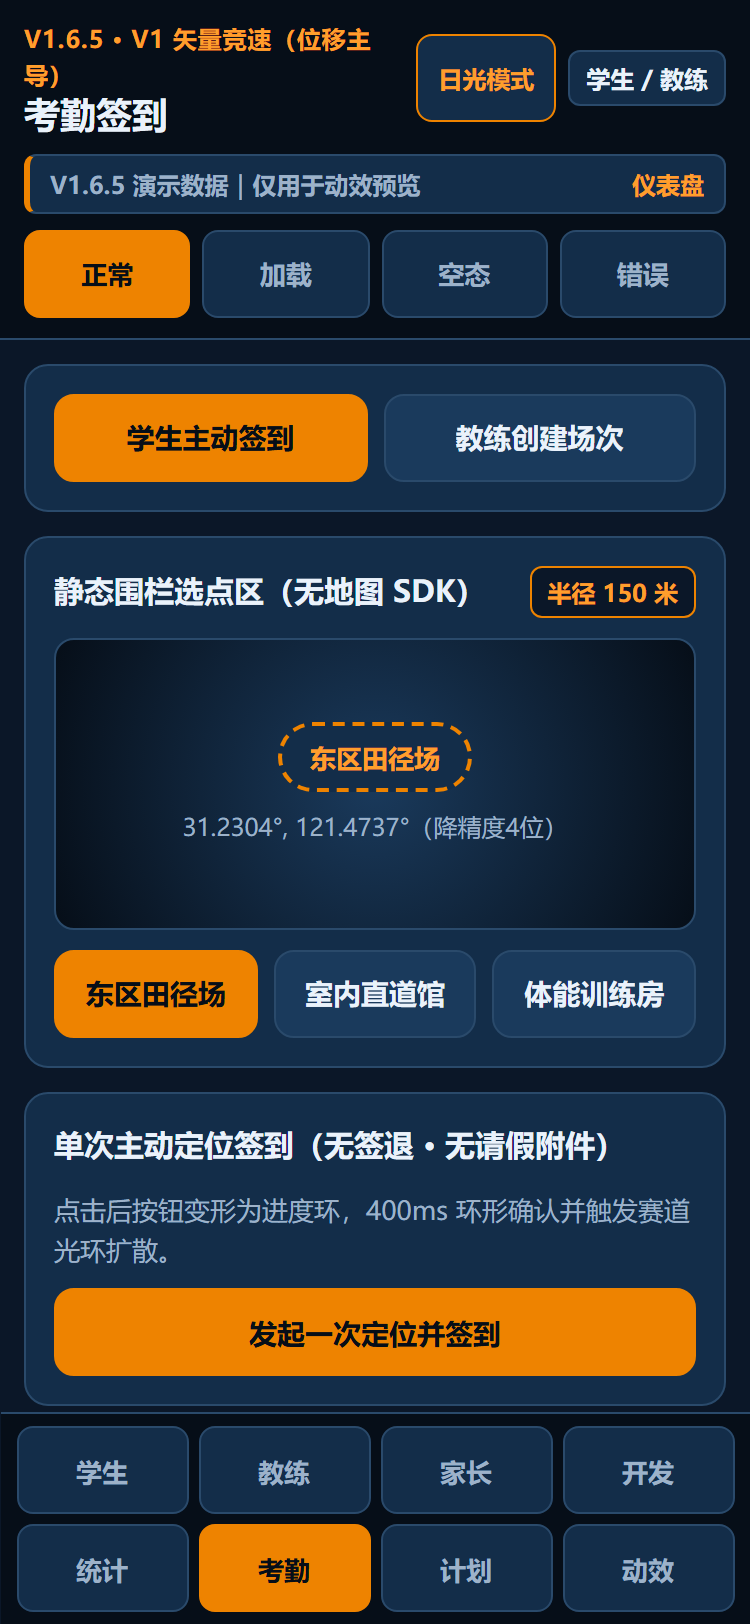 V1.6.5 • V1 矢量竞速（位移主
导）
考勤签到
日光模式
学生 / 教练
V1.6.5 演示数据｜仅用于动效预览
仪表盘
正常
加载
空态
错误
学生主动签到
教练创建场次
静态围栏选点区（无地图 SDK）
半径 150 米
东区田径场
31.2304°, 121.4737°（降精度4位）
东区田径场
室内直道馆
体能训练房
单次主动定位签到（无签退 • 无请假附件）
点击后按钮变形为进度环，400ms 环形确认并触发赛道
光环扩散。
发起一次定位并签到
学生
教练
家长
开发
统计
考勤
计划
动效